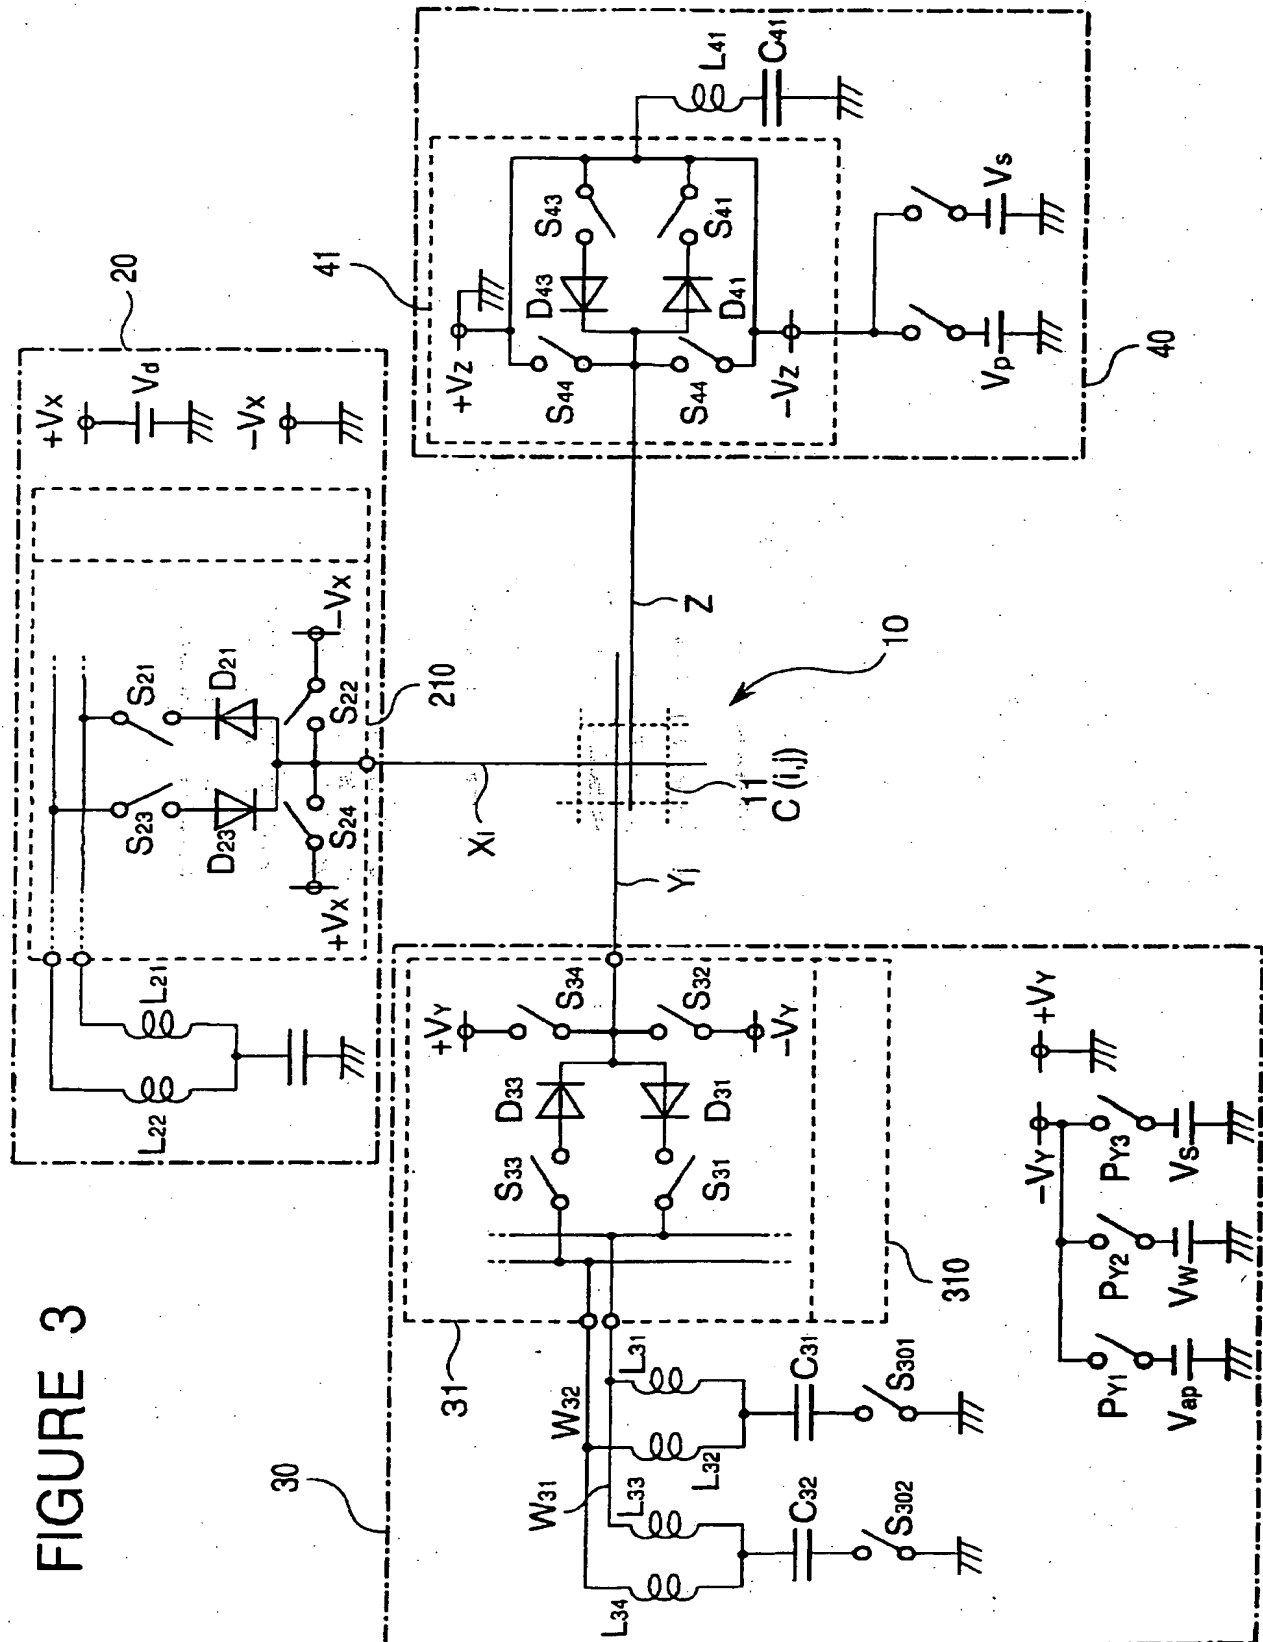 FIGURE 3
20
+Vx
Vd
-Vx
S21
D21
S23
D23
-Vx
S22
S24
+Vx
210
L21
L22
Xi
41
+Vz
S43
D43
S44
S41
D41
S44
-Vz
L41
C41
Vs
Vp
40
Z
10
11
C (i,j)
Yj
30
31
+VY
S34
S32
-VY
D33
D31
S33
S31
310
W32
W31
L31
L32
L33
L34
C31
C32
S301
S302
-VY
+VY
PY1
PY2
PY3
Vap
Vw
Vs